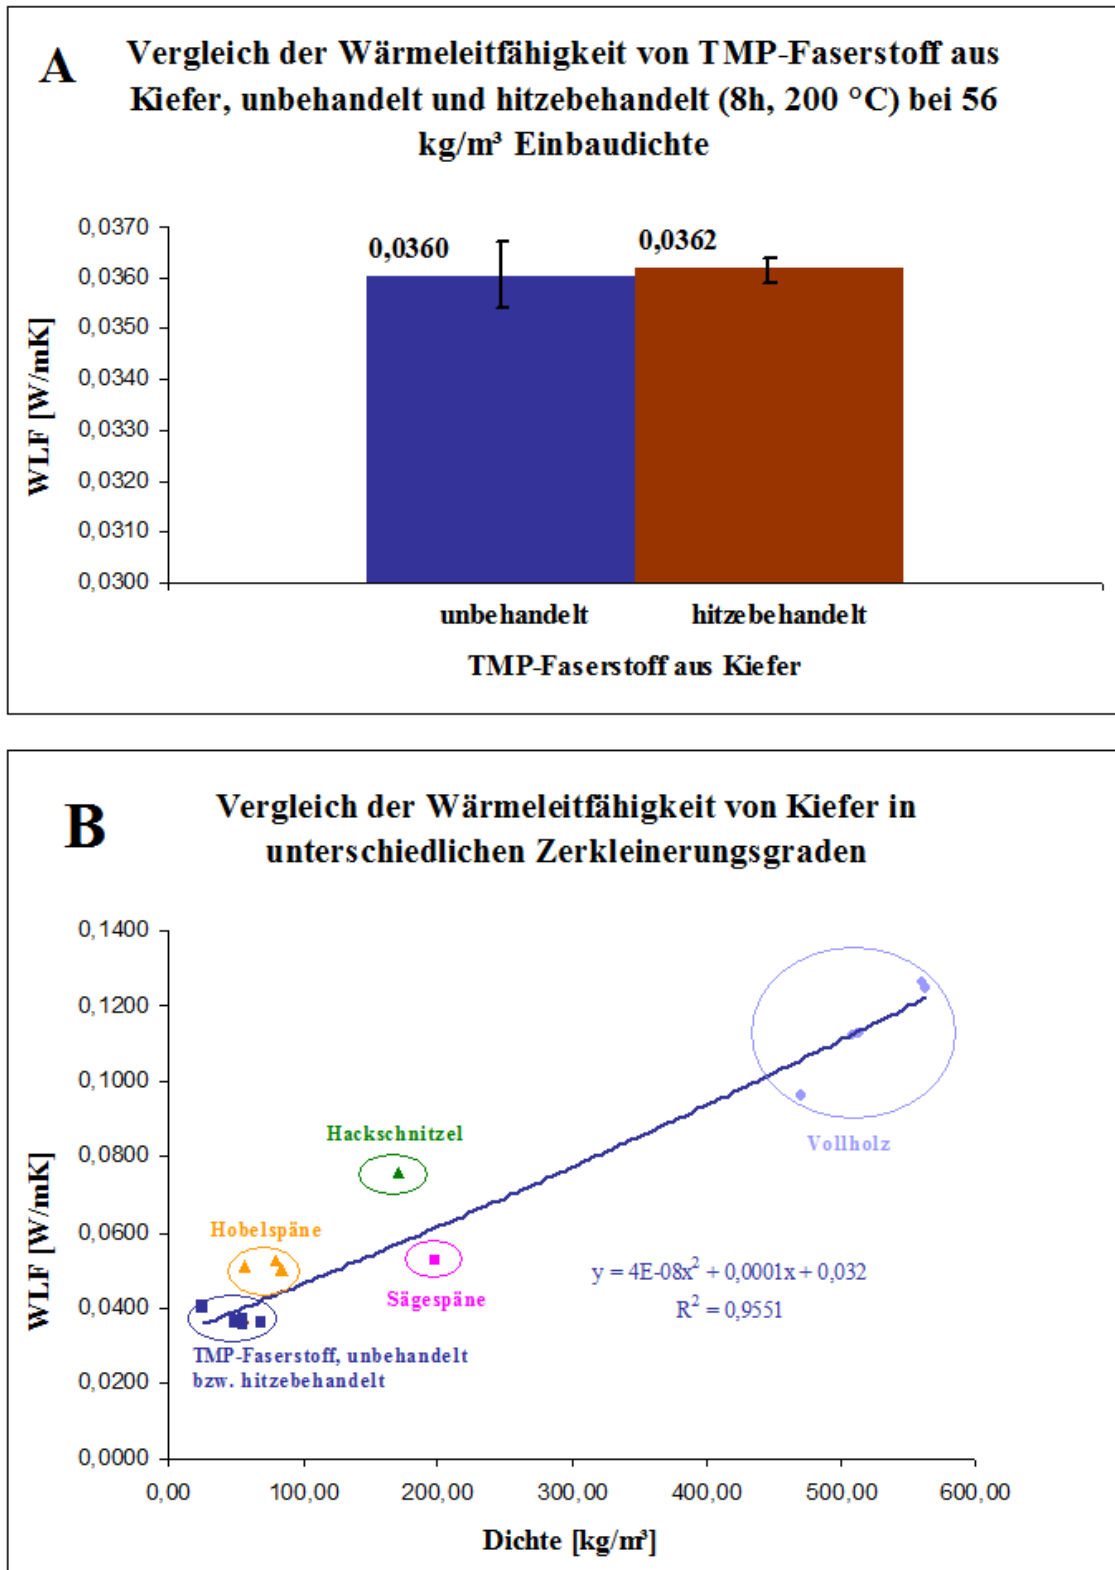 A
Vergleich der Wärmeleitfähigkeit von TMP-Faserstoff aus
Kiefer, unbehandelt und hitzebehandelt (8h, 200 °C) bei 56
kg/m³ Einbaudichte
WLF [W/mK]
0,0370
0,0360
0,0350
0,0340
0,0330
0,0320
0,0310
0,0300
0,0360
0,0362
unbehandelt
hitzebehandelt
TMP-Faserstoff aus Kiefer
B
Vergleich der Wärmeleitfähigkeit von Kiefer in
unterschiedlichen Zerkleinerungsgraden
WLF [W/mK]
0,1400
0,1200
0,1000
0,0800
0,0600
0,0400
0,0200
0,0000
Hackschnitzel
Vollholz
Hobelspäne
Sägespäne
y = 4E-08x² + 0,0001x + 0,032
R² = 0,9551
TMP-Faserstoff, unbehandelt
bzw. hitzebehandelt
0,00 100,00 200,00 300,00 400,00 500,00 600,00
Dichte [kg/m³]